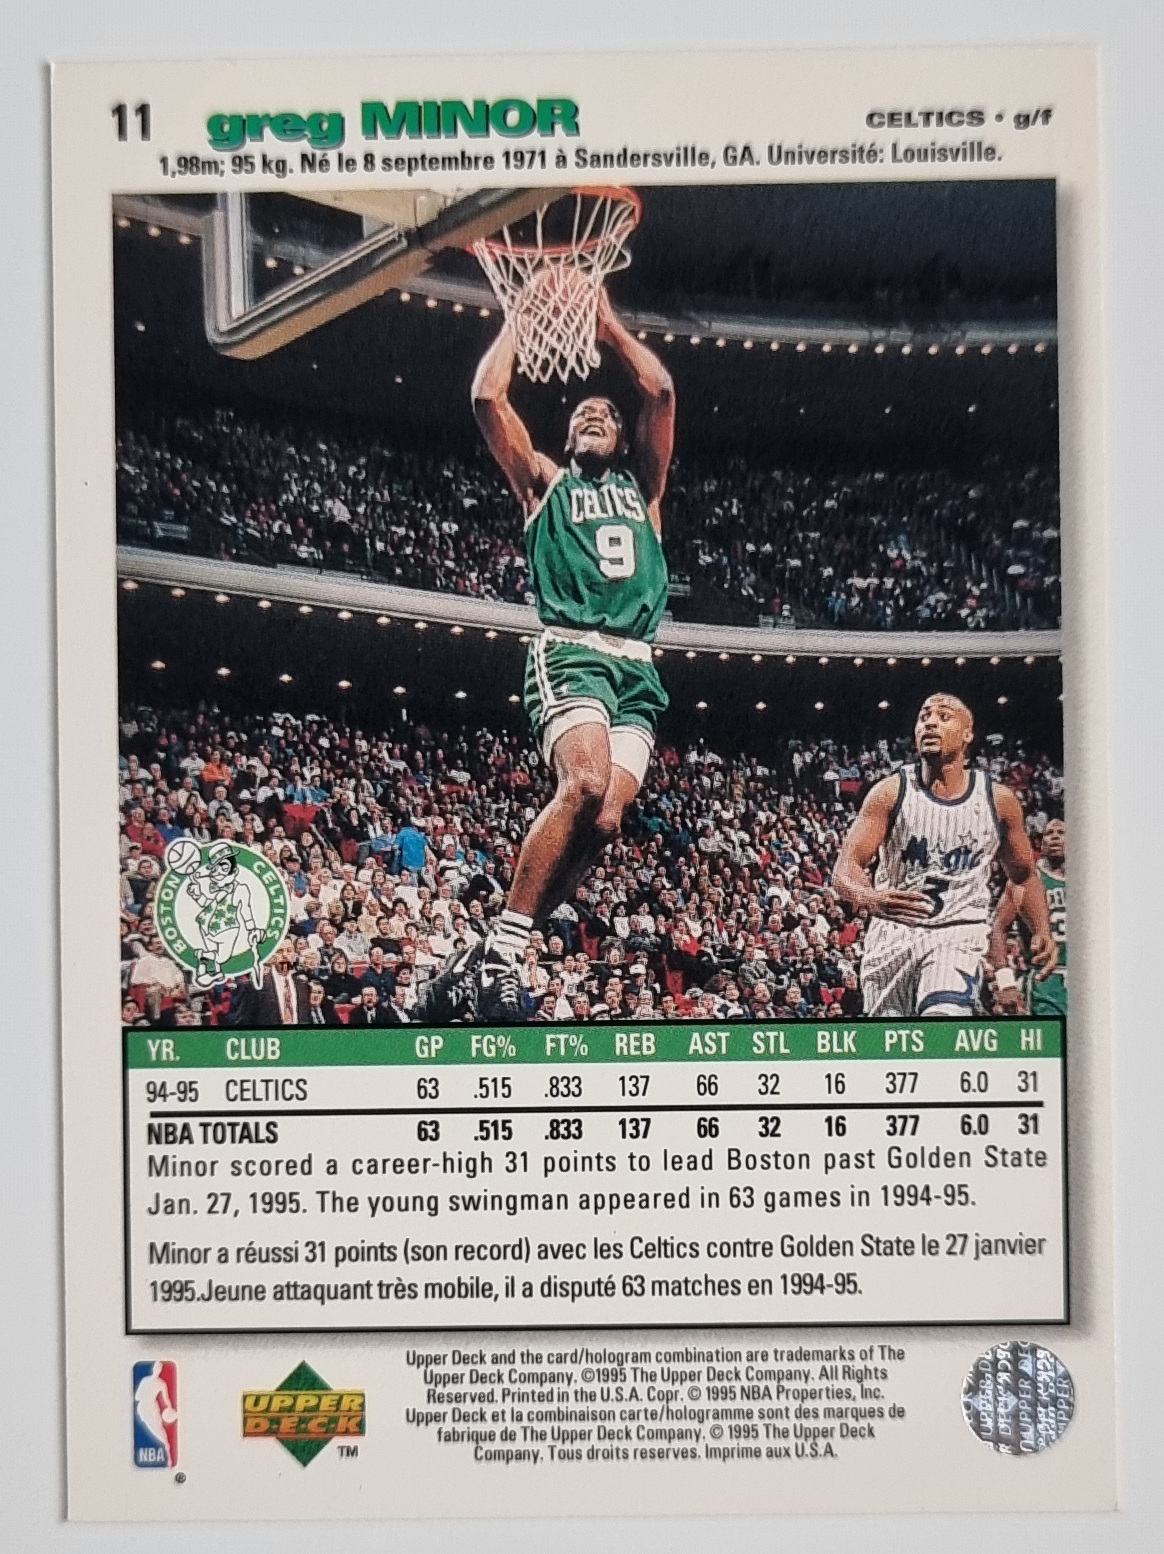 11 greg MINOR CELTICS • g/f
1,98m; 95 kg. Né le 8 septembre 1971 à Sandersville, GA. Université: Louisville.
CELTICS
9
Magic
3
BOSTON CELTICS
YR. CLUB GP FG% FT% REB AST STL BLK PTS AVG HI
94-95 CELTICS 63 .515 .833 137 66 32 16 377 6.0 31
NBA TOTALS 63 .515 .833 137 66 32 16 377 6.0 31
Minor scored a career-high 31 points to lead Boston past Golden State
Jan. 27, 1995. The young swingman appeared in 63 games in 1994-95.
Minor a réussi 31 points (son record) avec les Celtics contre Golden State le 27 janvier
1995.Jeune attaquant très mobile, il a disputé 63 matches en 1994-95.
Upper Deck and the card/hologram combination are trademarks of The
Upper Deck Company. ©1995 The Upper Deck Company. All Rights
Reserved. Printed in the U.S.A. Copr. © 1995 NBA Properties, Inc.
Upper Deck et la combinaison carte/hologramme sont des marques de
fabrique de The Upper Deck Company. © 1995 The Upper Deck
Company. Tous droits reserves. Imprime aux U.S.A.
NBA ®
UPPER
DECK
TM